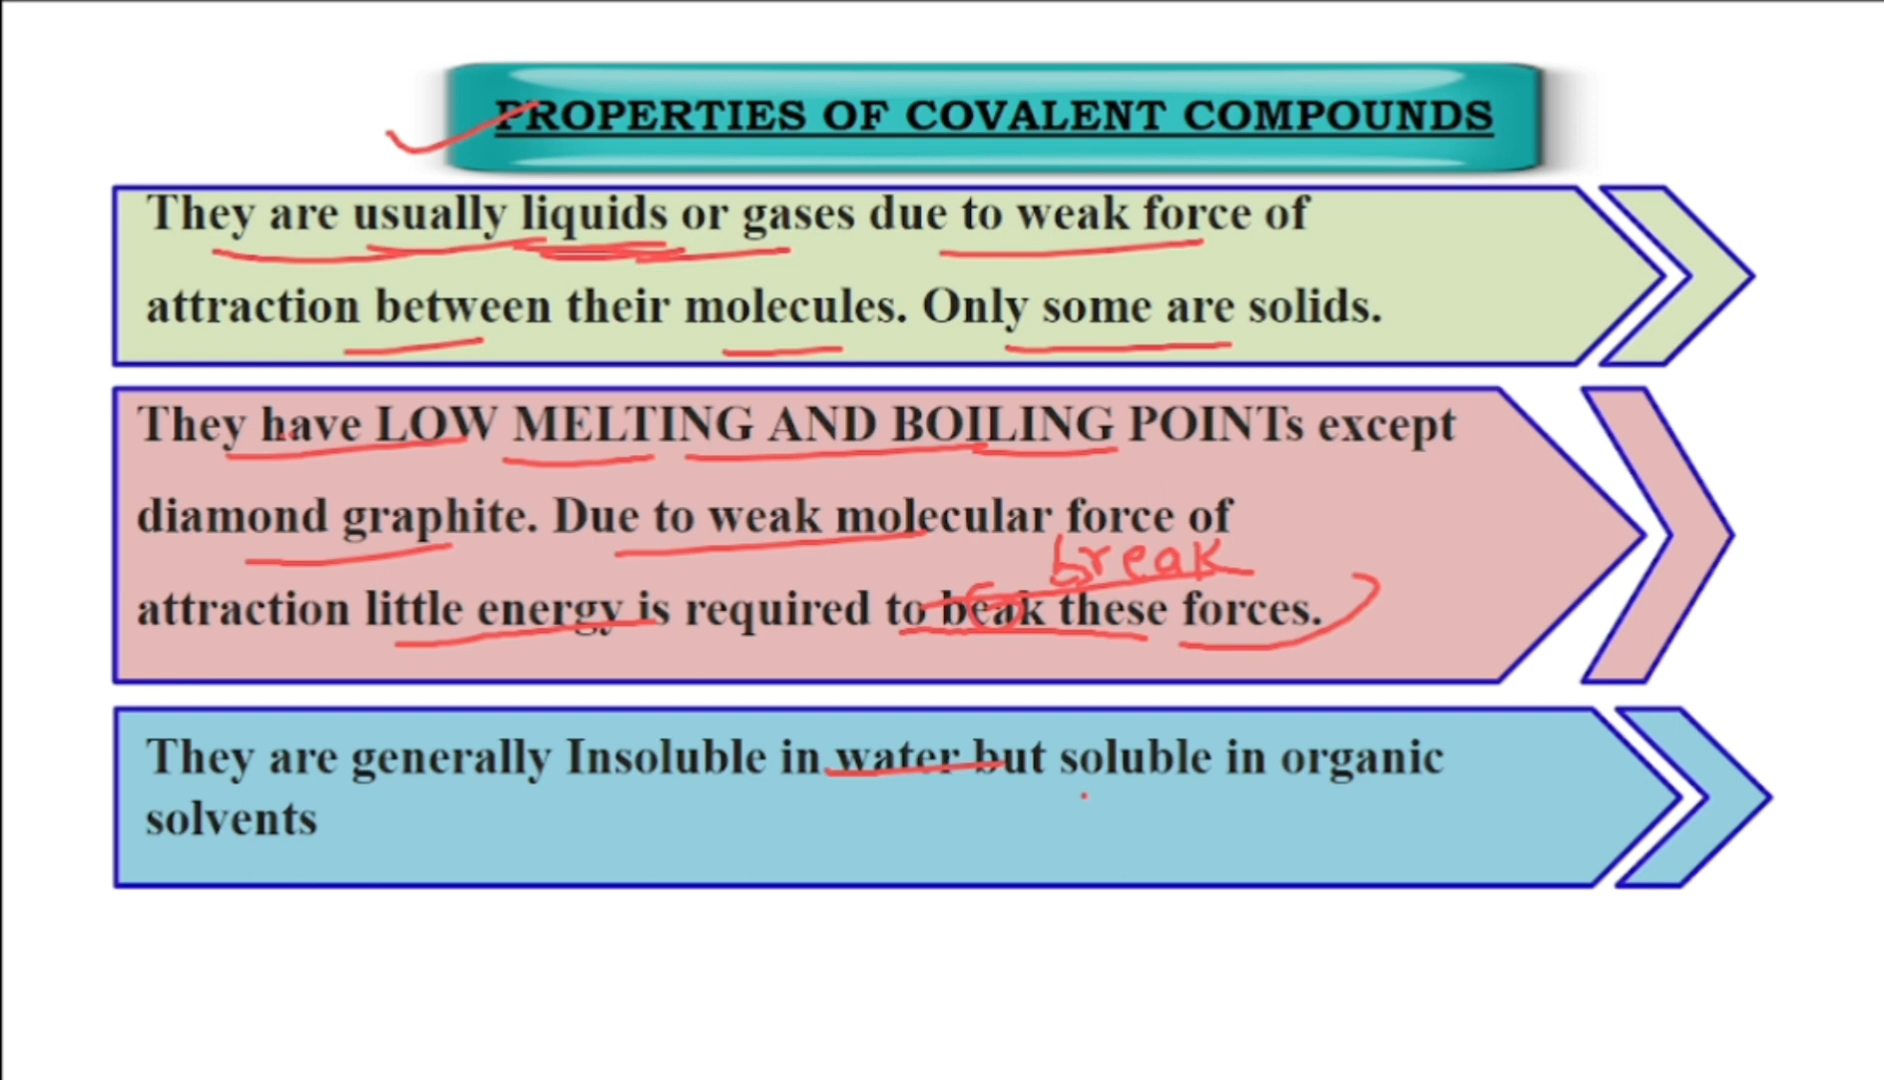 PROPERTIES OF COVALENT COMPOUNDS
They are usually liquids or gases due to weak force of
attraction between their molecules. Only some are solids.
They have LOW MELTING AND BOILING POINTs except
diamond graphite. Due to weak molecular force of
break
attraction little energy is required to beak these forces.
They are generally Insoluble in water but soluble in organic
solvents